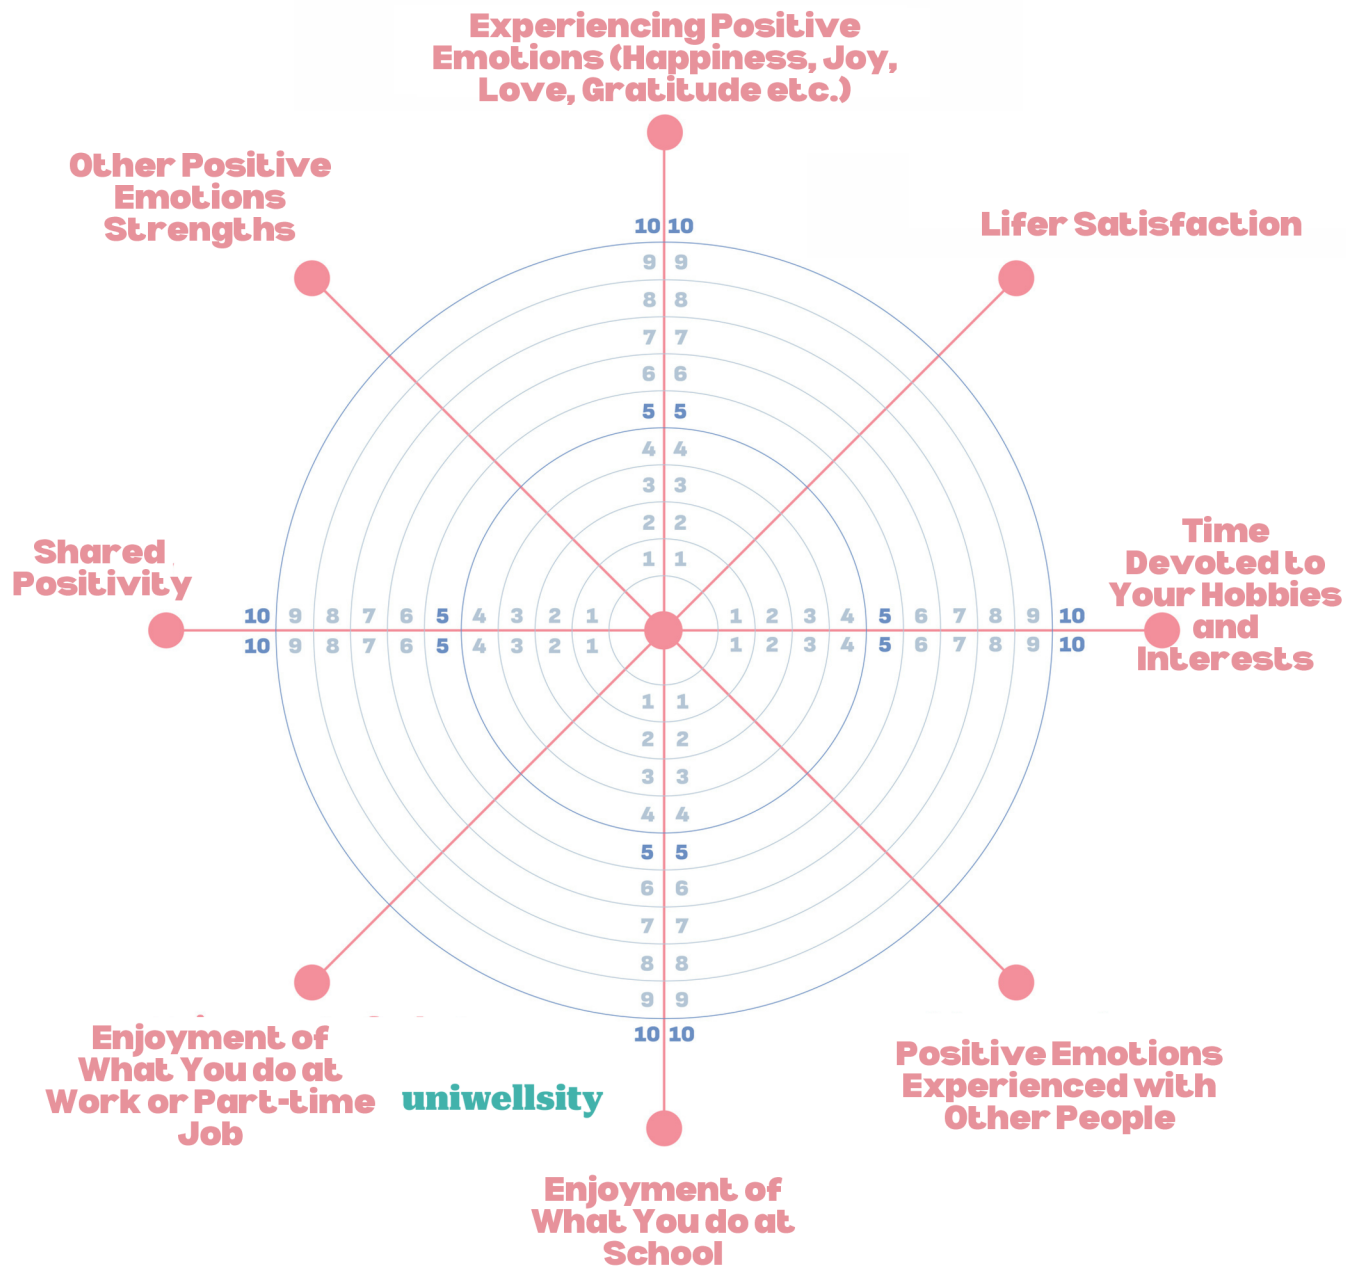 Experiencing Positive
Emotions (Happiness, Joy,
Love, Gratitude etc.)
Other Positive
Emotions
Strengths
Lifer Satisfaction
10 10
9 9
8 8
7 7
6 6
5 5
4 4
3 3
2 2
1 1
Shared
Positivity
Time
Devoted to
Your Hobbies
and
Interests
10 9 8 7 6 5 4 3 2 1 1 2 3 4 5 6 7 8 9 10
10 9 8 7 6 5 4 3 2 1 1 2 3 4 5 6 7 8 9 10
1 1
2 2
3 3
4 4
5 5
6 6
7 7
8 8
9 9
10 10
Enjoyment of
What You do at
Work or Part-time
Job
uniwellsity
Positive Emotions
Experienced with
Other People
Enjoyment of
What You do at
School